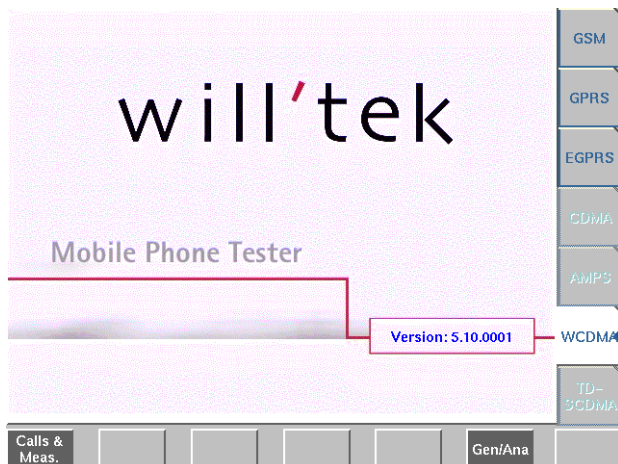 will'tek
Mobile Phone Tester
Version: 5.10.0001
GSM
GPRS
EGPRS
CDMA
AMPS
WCDMA
TD-
SCDMA
Calls &
Meas.
Gen/Ana